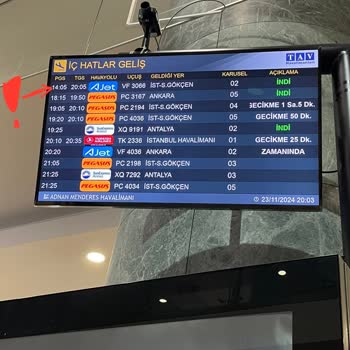 İÇ HATLAR GELİŞ TAV
PGS TGS HAVAYOLU UÇUŞ GELDİĞİ YER KARUSEL AÇIKLAMA
14:05 20:05 AJet VF 3066 İST-S.GÖKÇEN 02 İNDİ
18:15 19:50 PEGASUS PC 3167 ANKARA 05 İNDİ
19:05 20:10 PEGASUS PC 2194 İST-S.GÖKÇEN 04 GECİKME 1 Sa.5 Dk.
19:20 20:10 PEGASUS PC 4038 İST-S.GÖKÇEN 05 GECİKME 50 Dk.
19:25 XQ 9191 ANTALYA 02 İNDİ
20:10 20:35 TK 2336 İSTANBUL HAVALİMANI 01 GECİKME 25 Dk.
20:20 AJet VF 4036 ANKARA 02 ZAMANINDA
21:05 PEGASUS PC 2198 İST-S.GÖKÇEN 03
21:25 XQ 7292 ANTALYA 03
21:25 PEGASUS PC 4034 İST-S.GÖKÇEN 05
ADNAN MENDERES HAVALİMANI 23/11/2024 20:03